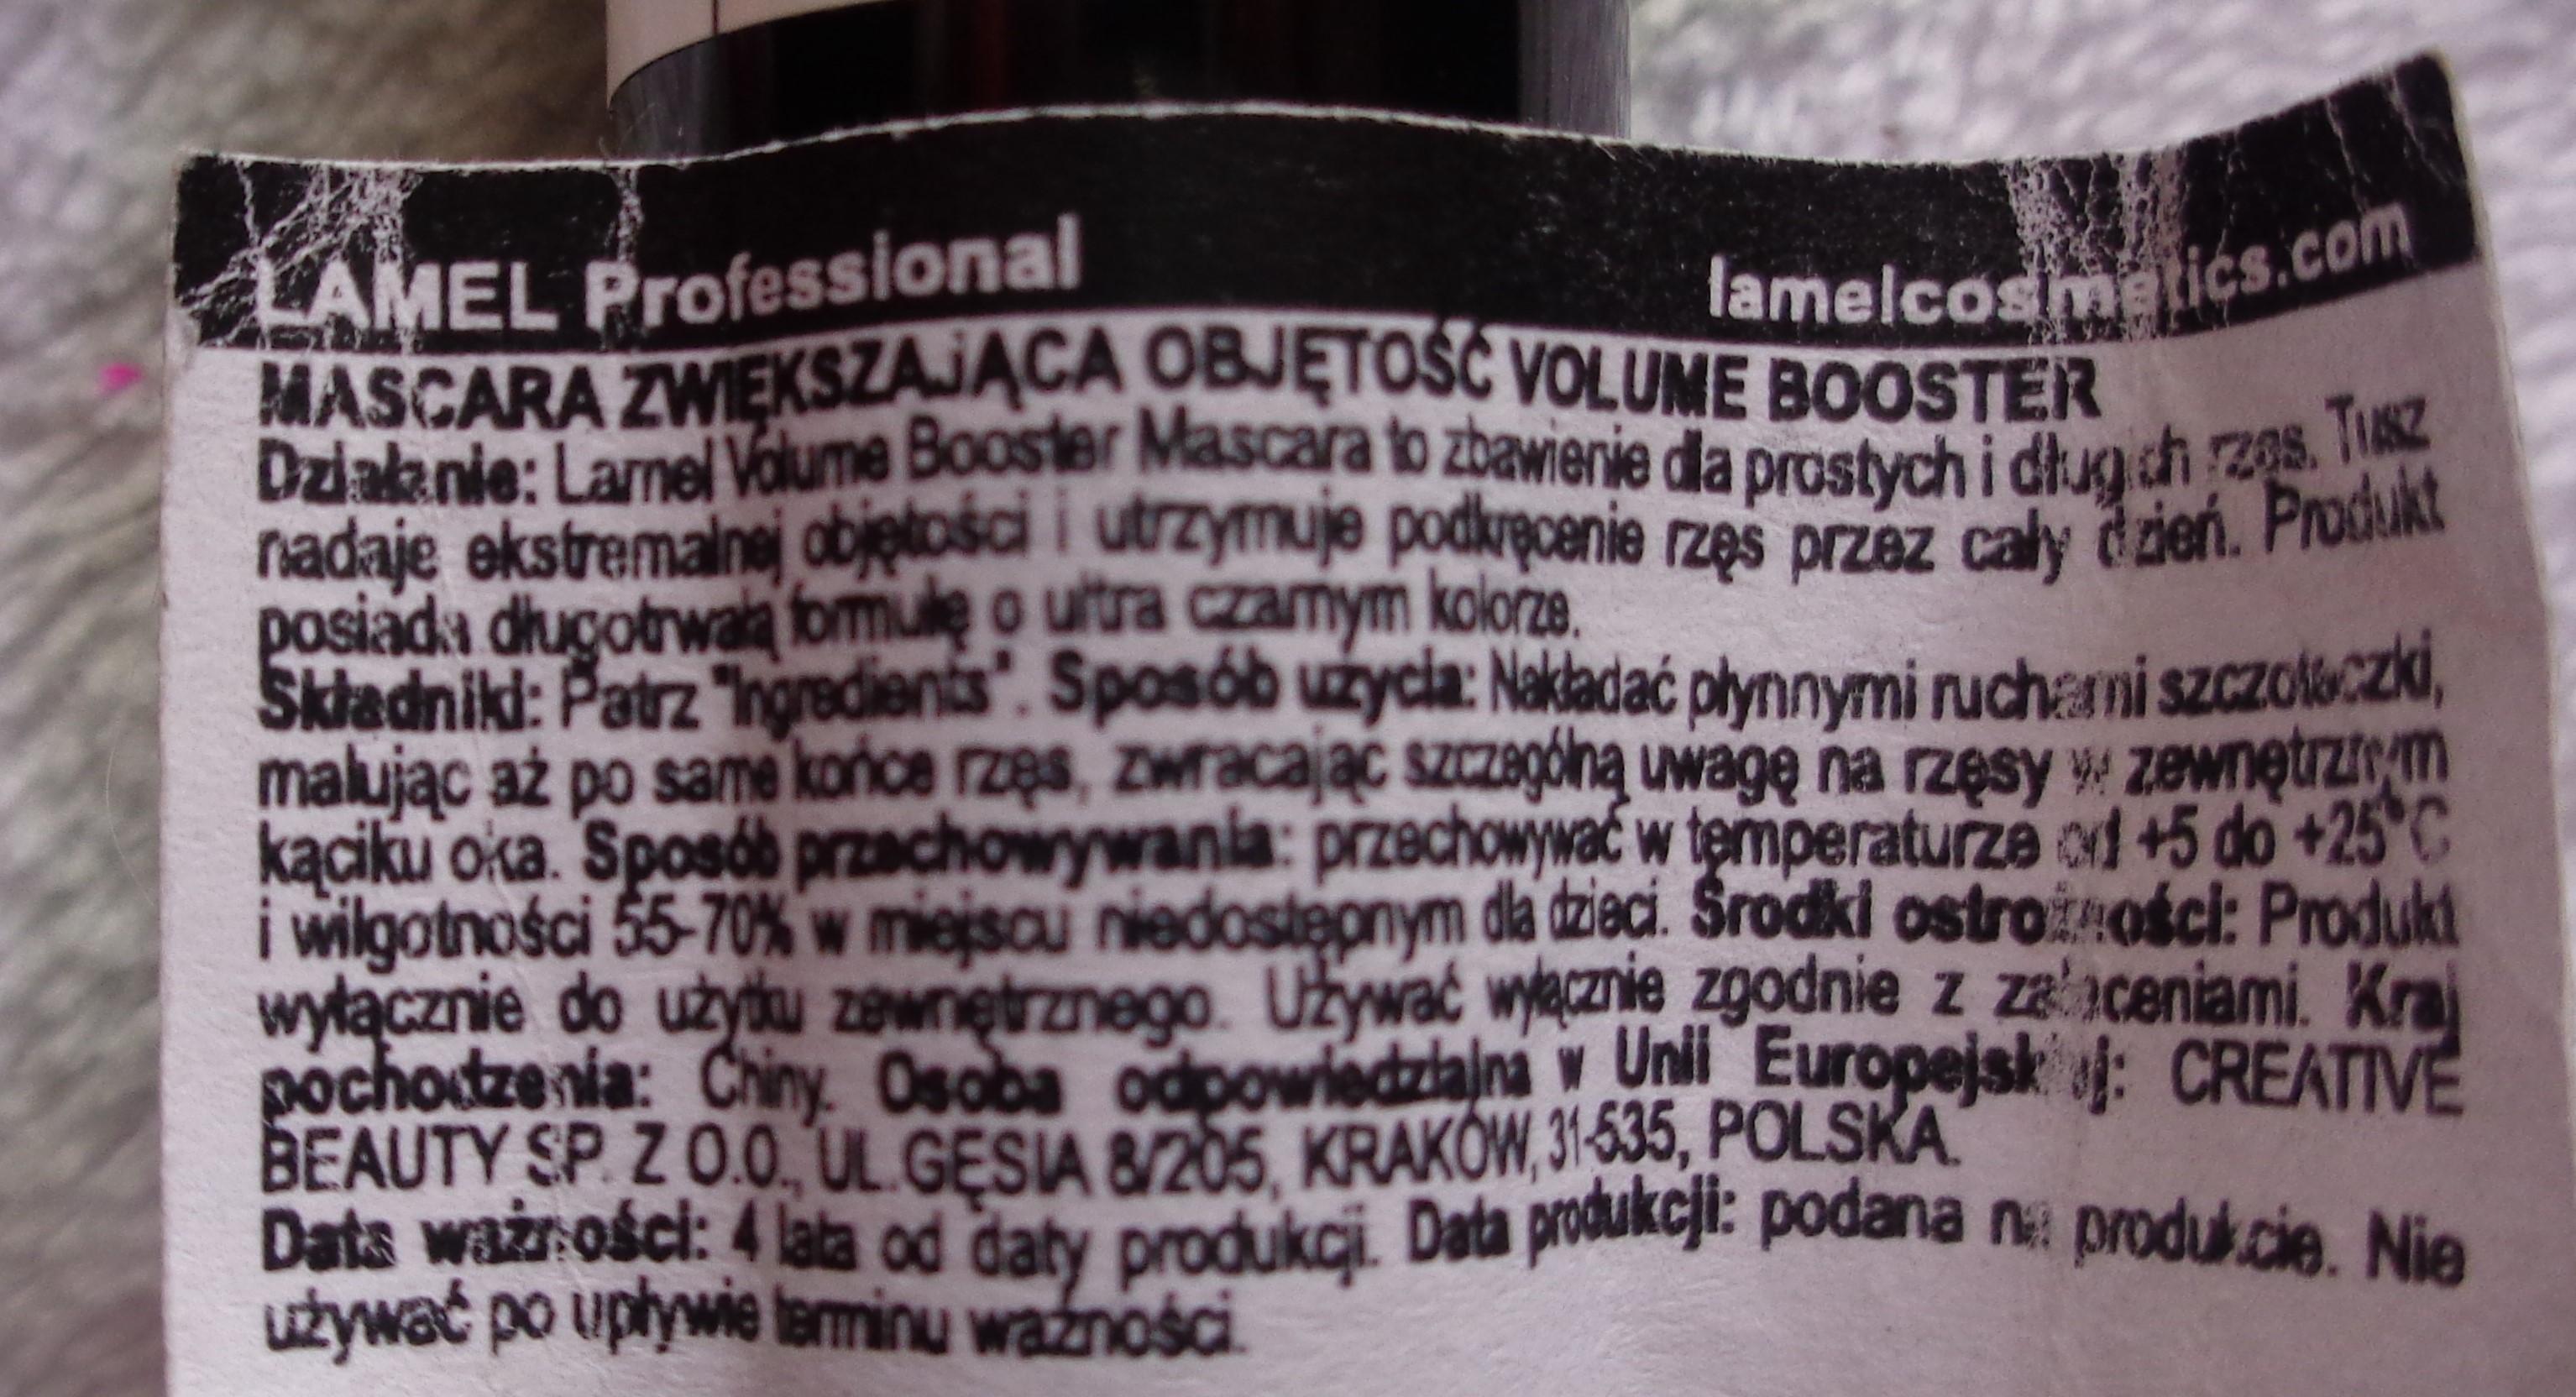 LAMEL Professional lamelcosmetics.com
MASCARA ZWIĘKSZAJĄCA OBJĘTOŚĆ VOLUME BOOSTER
Działanie: Lamel Volume Booster Mascara to zbawienie dla prostych i długich rzęs. Tusz
nadaje ekstremalnej objętości i utrzymuje podkręcenie rzęs przez cały dzień. Produkt
posiada długotrwałą formułę o ultra czarnym kolorze.
Składniki: Patrz "Ingredients". Sposób użycia: Nakładać płynnymi ruchami szczoteczki,
malując aż po same końce rzęs, zwracając szczególną uwagę na rzęsy w zewnętrznym
kąciku oka. Sposób przechowywania: przechowywać w temperaturze od +5 do +25°C
i wilgotności 55-70% w miejscu niedostępnym dla dzieci. Środki ostrożności: Produkt
wyłącznie do użytku zewnętrznego. Używać wyłącznie zgodnie z zaleceniami. Kraj
pochodzenia: Chiny. Osoba odpowiedzialna w Unii Europejskiej: CREATIVE
BEAUTY SP. Z O.O., UL.GĘSIA 8/205, KRAKÓW, 31-535, POLSKA.
Data ważności: 4 lata od daty produkcji. Data produkcji: podana na produkcie. Nie
używać po upływie terminu ważności.